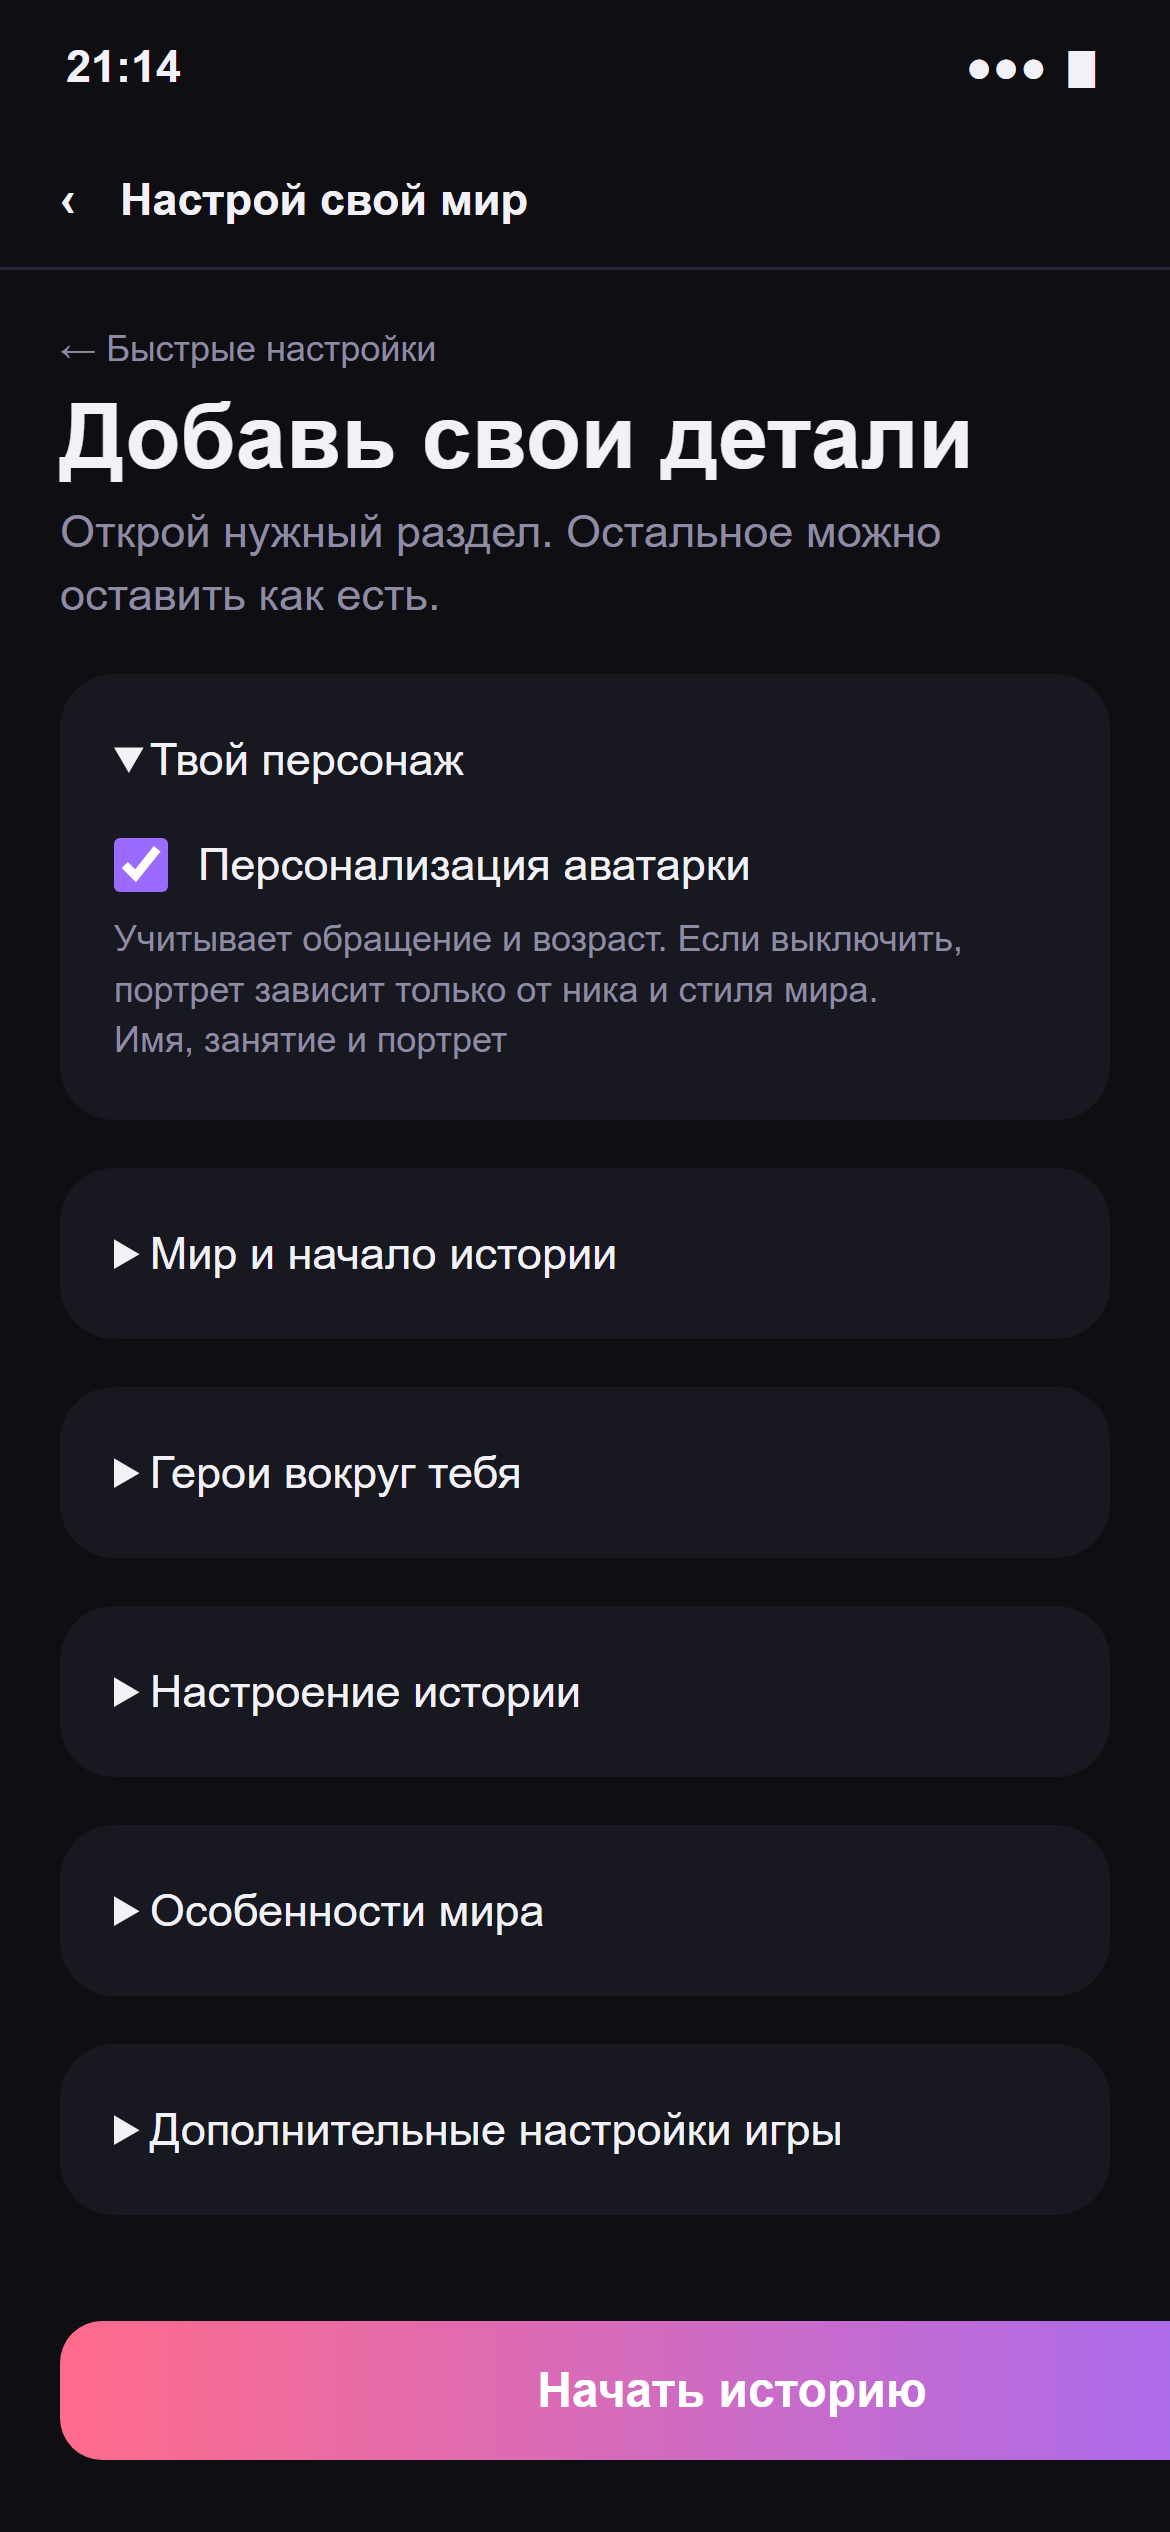 21:14
‹ Настрой свой мир
← Быстрые настройки
Добавь свои детали
Открой нужный раздел. Остальное можно
оставить как есть.
▼Твой персонаж
Персонализация аватарки
Учитывает обращение и возраст. Если выключить,
портрет зависит только от ника и стиля мира.
Имя, занятие и портрет
▶Мир и начало истории
▶Герои вокруг тебя
▶Настроение истории
▶Особенности мира
▶Дополнительные настройки игры
Начать историю